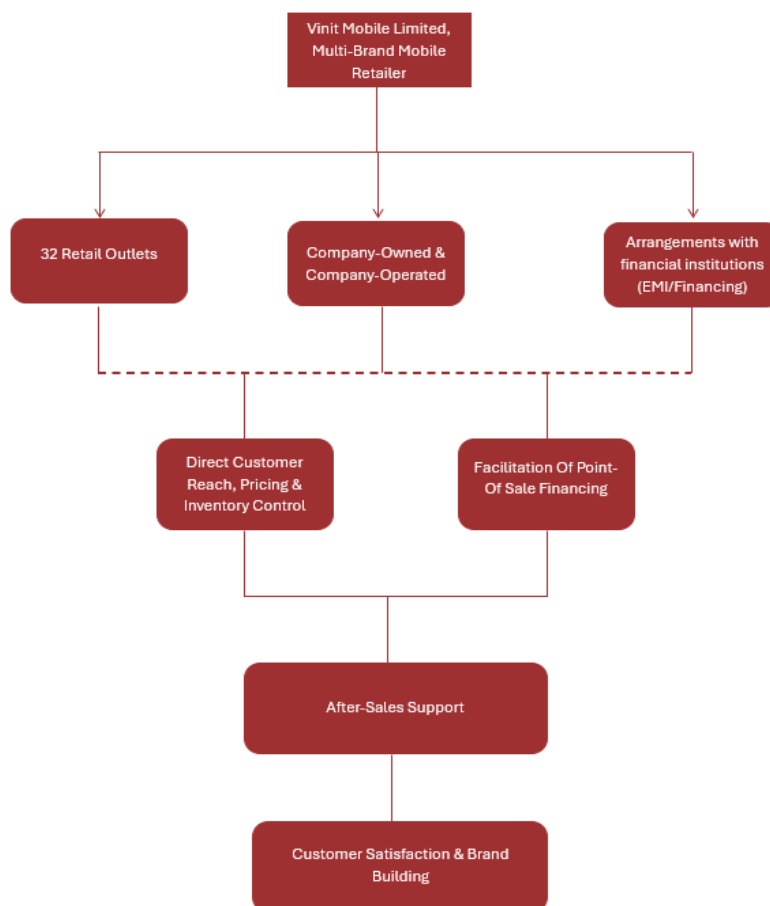 Vinit Mobile Limited,
Multi-Brand Mobile
Retailer
32 Retail Outlets
Company-Owned &
Company-Operated
Arrangements with
financial institutions
(EMI/Financing)
Direct Customer
Reach, Pricing &
Inventory Control
Facilitation Of Point-
Of Sale Financing
After-Sales Support
Customer Satisfaction & Brand
Building